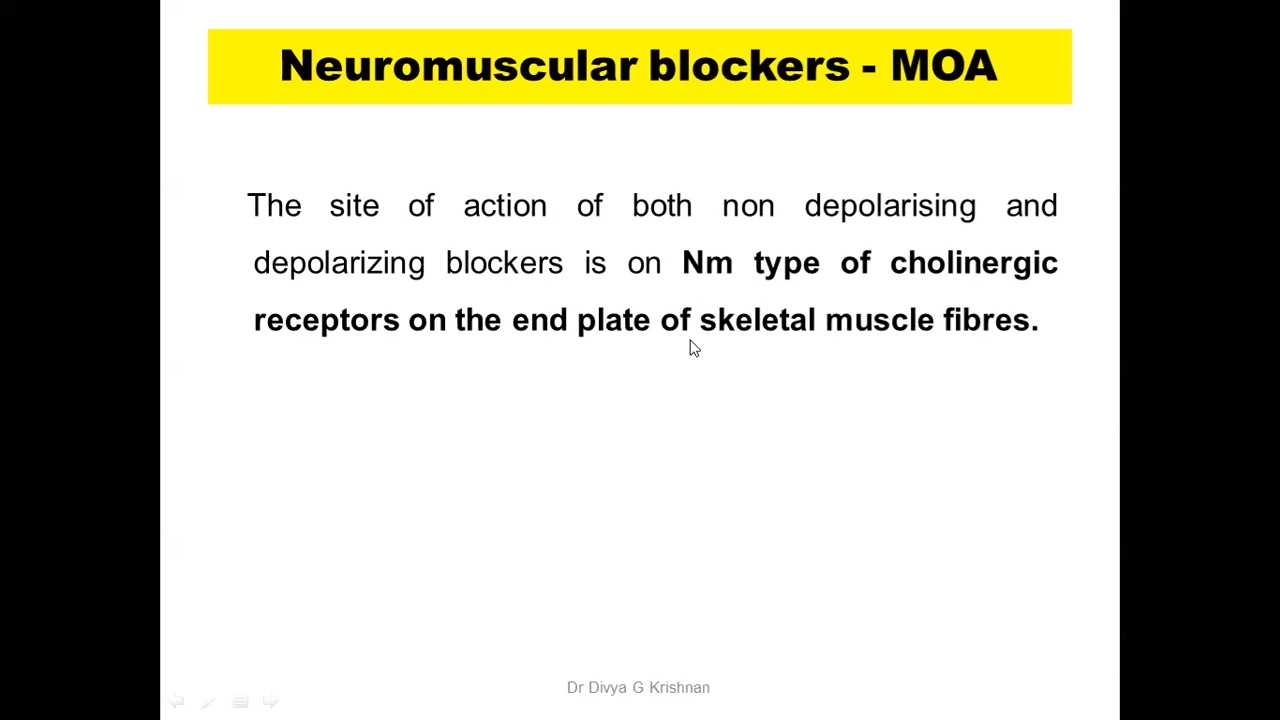 Neuromuscular blockers - MOA
The site of action of both non depolarising and
depolarizing blockers is on Nm type of cholinergic
receptors on the end plate of skeletal muscle fibres.
Dr Divya G Krishnan